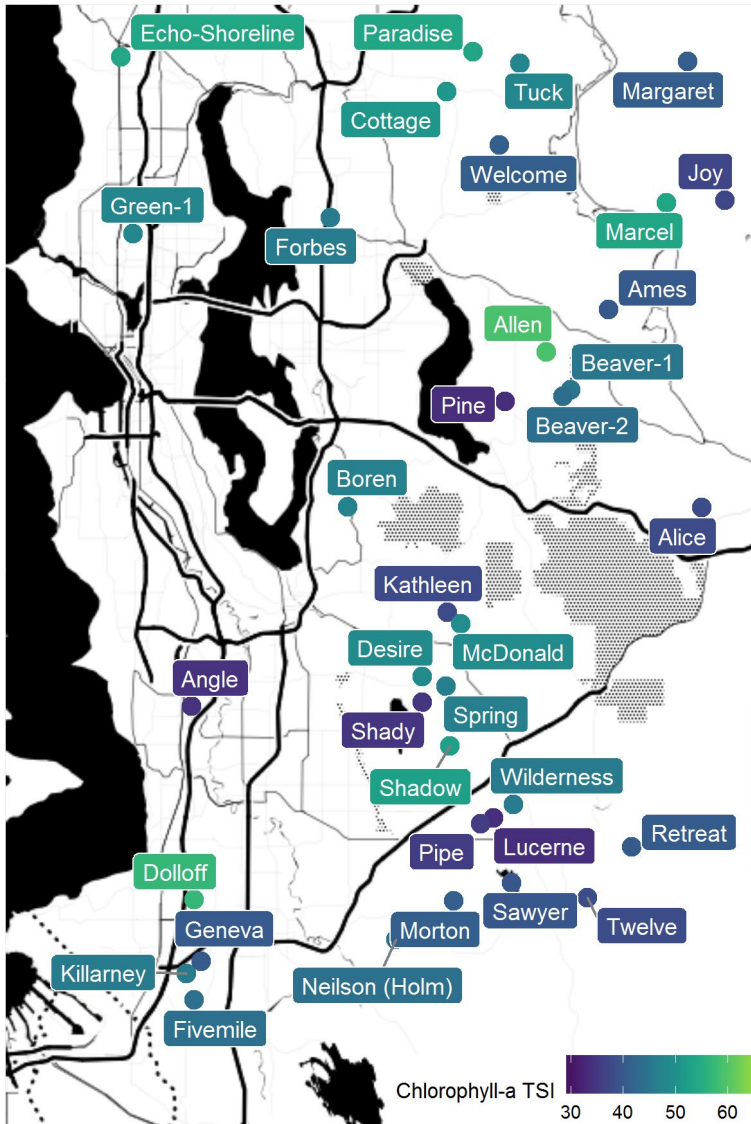 Echo-Shoreline
Paradise
Tuck
Margaret
Cottage
Welcome
Joy
Green-1
Forbes
Marcel
Ames
Allen
Beaver-1
Pine
Beaver-2
Boren
Alice
Kathleen
Desire
McDonald
Angle
Shady
Spring
Shadow
Wilderness
Pipe
Lucerne
Retreat
Dolloff
Geneva
Morton
Sawyer
Twelve
Killarney
Neilson (Holm)
Fivemile
Chlorophyll-a TSI
30 40 50 60